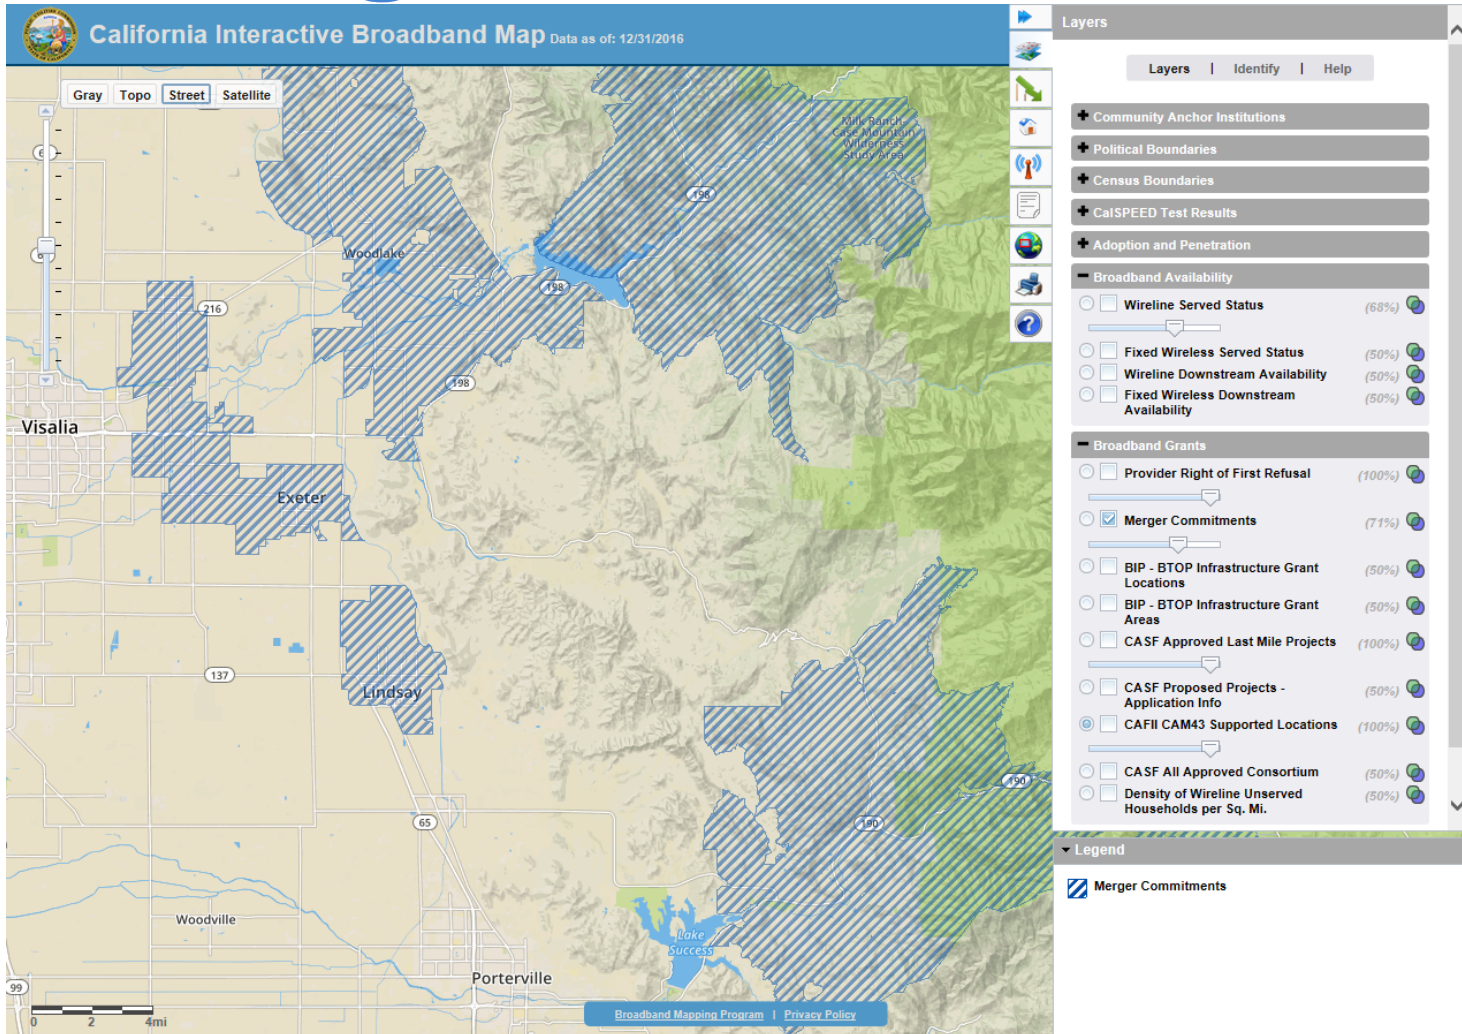 California Interactive Broadband Map Data as of: 12/31/2016
Gray Topo Street Satellite
Milk Ranch-
Case Mountain
Wilderness
Study Area
198
Woodlake
198
216
198
Visalia
Exeter
137
Lindsay
190
65
190
Woodville
Lake
Success
Porterville
99
0 2 4mi
Broadband Mapping Program | Privacy Policy
Layers
Layers | Identify | Help
Community Anchor Institutions
Political Boundaries
Census Boundaries
CalSPEED Test Results
Adoption and Penetration
Broadband Availability
Wireline Served Status (68%)
Fixed Wireless Served Status (50%)
Wireline Downstream Availability (50%)
Fixed Wireless Downstream (50%)
Availability
Broadband Grants
Provider Right of First Refusal (100%)
Merger Commitments (71%)
BIP - BTOP Infrastructure Grant (50%)
Locations
BIP - BTOP Infrastructure Grant (50%)
Areas
CASF Approved Last Mile Projects (100%)
CASF Proposed Projects - (50%)
Application Info
CAFII CAM43 Supported Locations (100%)
CASF All Approved Consortium (50%)
Density of Wireline Unserved (50%)
Households per Sq. Mi.
Legend
Merger Commitments